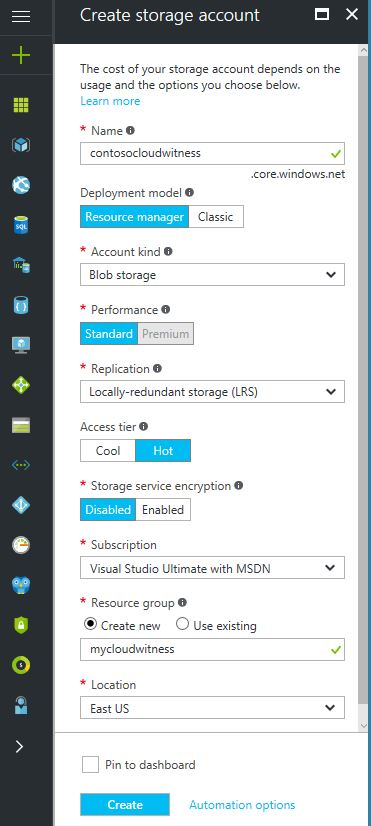 Create storage account
The cost of your storage account depends on the
usage and the options you choose below.
Learn more
* Name
contosocloudwitness
.core.windows.net
Deployment model
Resource manager Classic
* Account kind
Blob storage
* Performance
Standard Premium
* Replication
Locally-redundant storage (LRS)
Access tier
Cool Hot
* Storage service encryption
Disabled Enabled
* Subscription
Visual Studio Ultimate with MSDN
* Resource group
Create new Use existing
mycloudwitness
* Location
East US
Pin to dashboard
Create Automation options
SQL